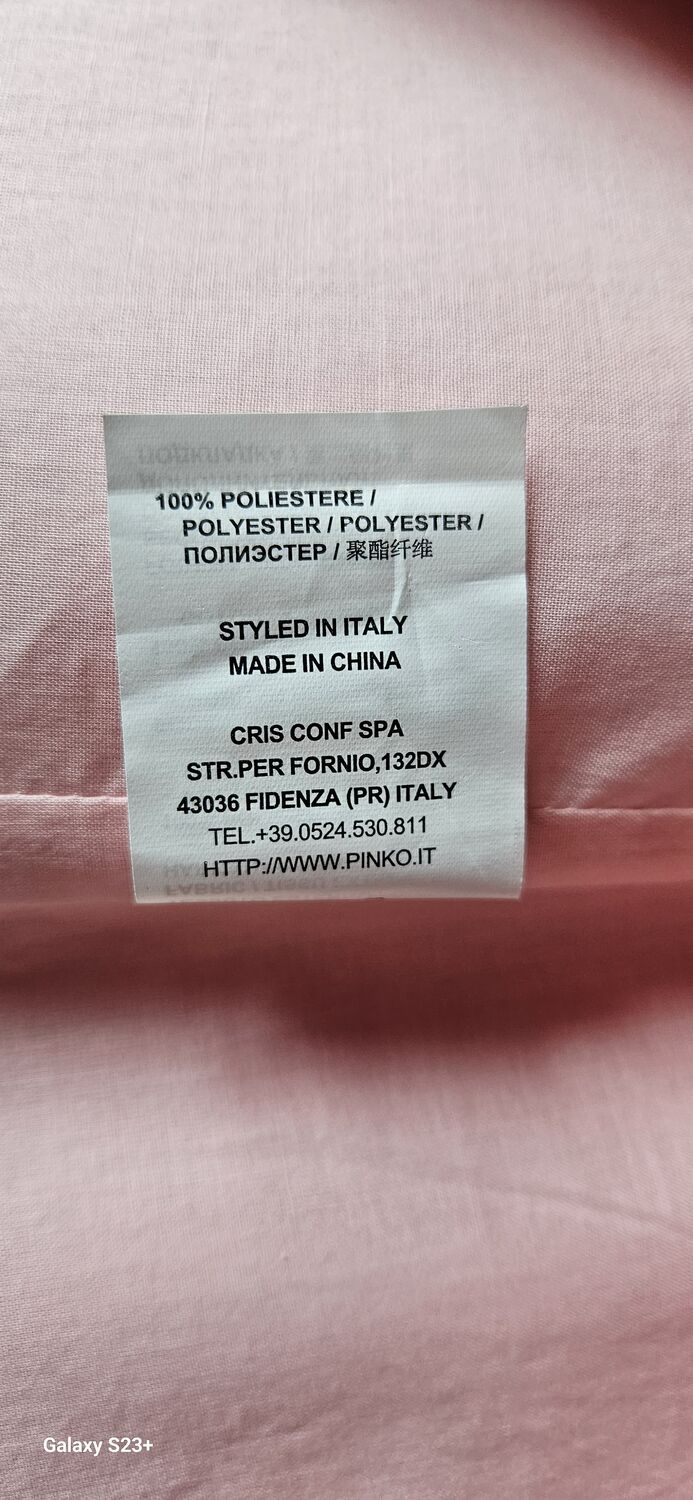 100% POLIESTERE /
POLYESTER / POLYESTER /
ПОЛИЭСТЕР / 聚酯纤维
STYLED IN ITALY
MADE IN CHINA
CRIS CONF SPA
STR.PER FORNIO,132DX
43036 FIDENZA (PR) ITALY
TEL.+39.0524.530.811
HTTP://WWW.PINKO.IT
Galaxy S23+